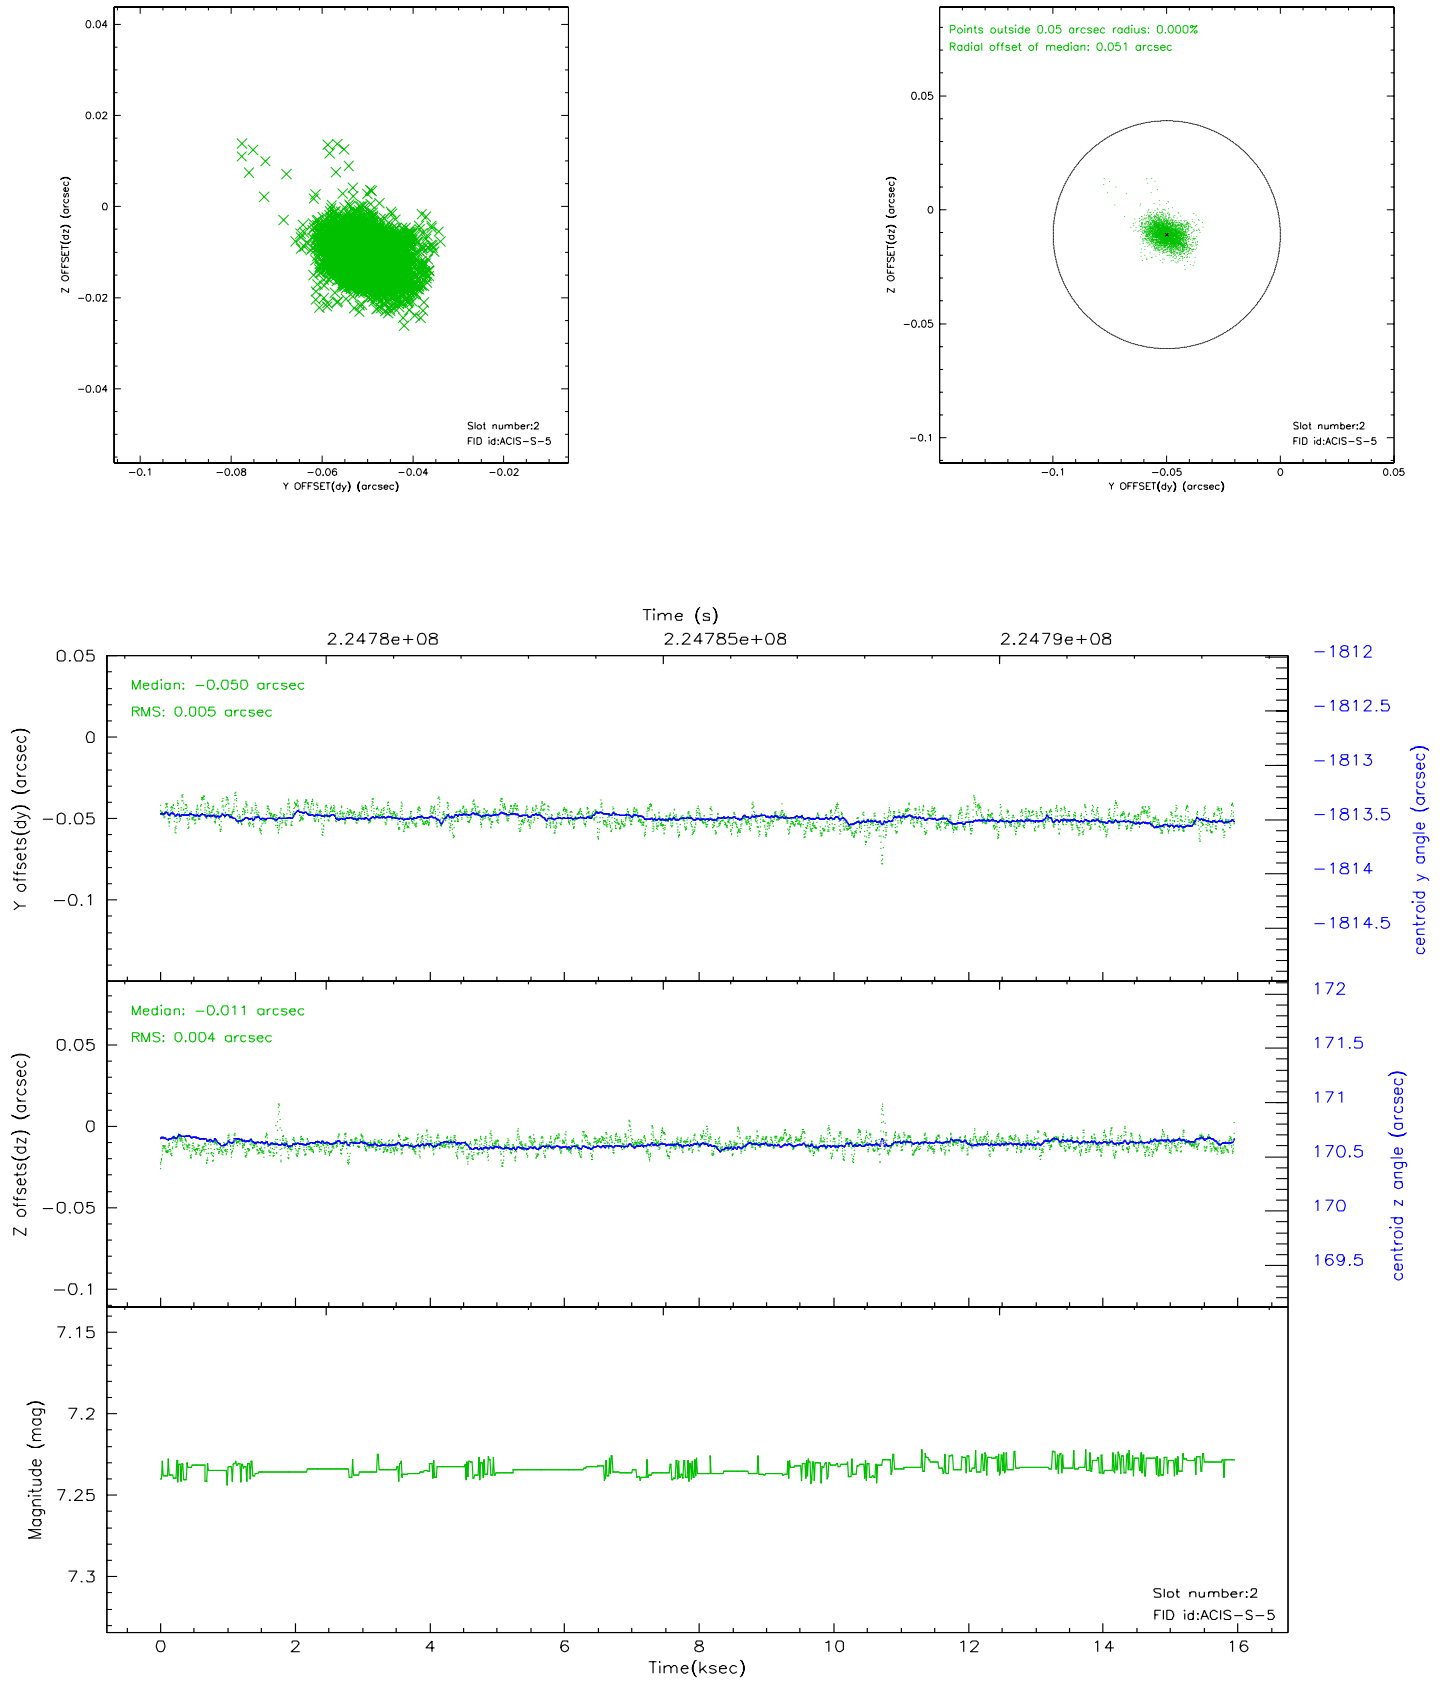 0.04
0.02
0
−0.02
−0.04
Z OFFSET(dz) (arcsec)
Slot number:2
FID id:ACIS−S−5
−0.1
−0.08
−0.06
−0.04
−0.02
Y OFFSET(dy) (arcsec)
Points outside 0.05 arcsec radius: 0.000%
Radial offset of median: 0.051 arcsec
0.05
0
−0.05
−0.1
Z OFFSET(dz) (arcsec)
Slot number:2
FID id:ACIS−S−5
−0.1
−0.05
0
0.05
Y OFFSET(dy) (arcsec)
Time (s)
2.2478e+08
2.24785e+08
2.2479e+08
0.05
0
−0.05
−0.1
Y offsets(dy) (arcsec)
Median: −0.050 arcsec
RMS: 0.005 arcsec
−1812
−1812.5
−1813
−1813.5
−1814
−1814.5
centroid y angle (arcsec)
0.05
0
−0.05
−0.1
Z offsets(dz) (arcsec)
Median: −0.011 arcsec
RMS: 0.004 arcsec
172
171.5
171
170.5
170
169.5
centroid z angle (arcsec)
7.15
7.2
7.25
7.3
Magnitude (mag)
Slot number:2
FID id:ACIS−S−5
0
2
4
6
8
10
12
14
16
Time(ksec)